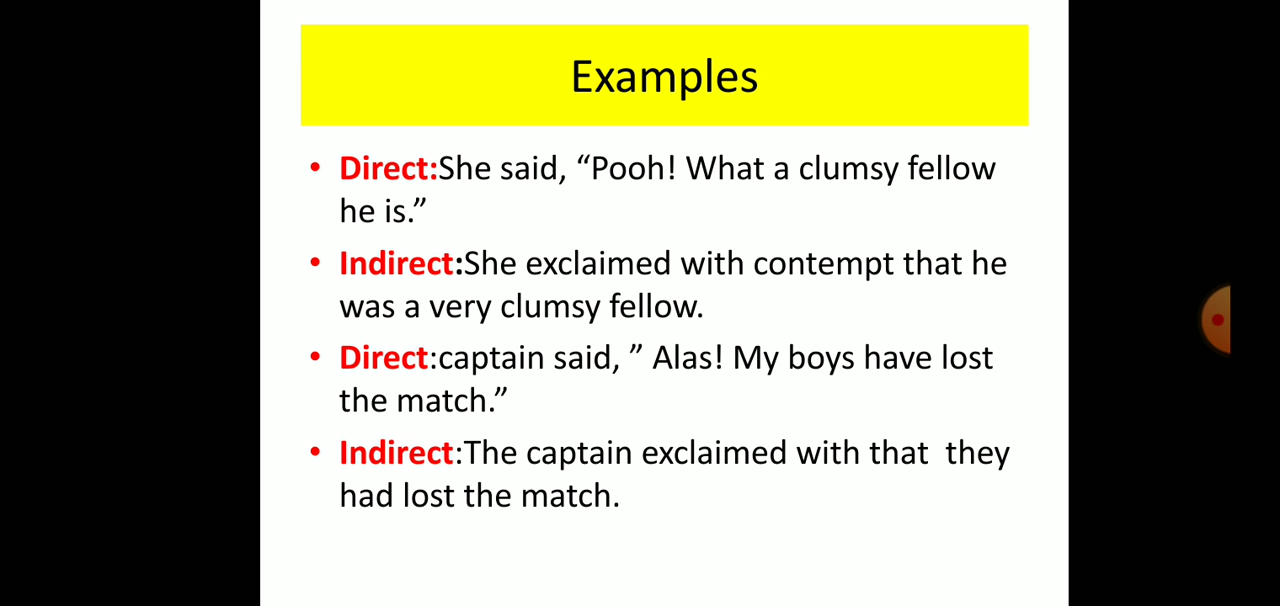 Examples
• Direct:She said, “Pooh! What a clumsy fellow
he is.”
• Indirect:She exclaimed with contempt that he
was a very clumsy fellow.
• Direct:captain said, ” Alas! My boys have lost
the match.”
• Indirect:The captain exclaimed with that  they
had lost the match.